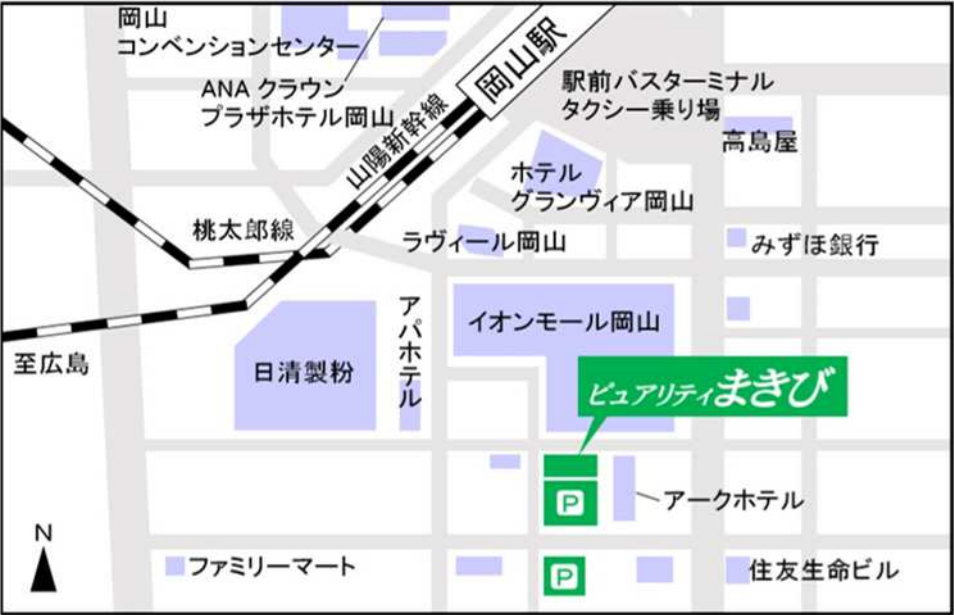 岡山
コンベンションセンター
ANA クラウン
プラザホテル岡山
山陽新幹線
岡山駅
駅前バスターミナル
タクシー乗り場
高島屋
ホテル
グランヴィア岡山
桃太郎線
ラヴィール岡山
みずほ銀行
至広島
日清製粉
アパホテル
イオンモール岡山
ピュアリティまきび
P
アークホテル
N
ファミリーマート
P
住友生命ビル